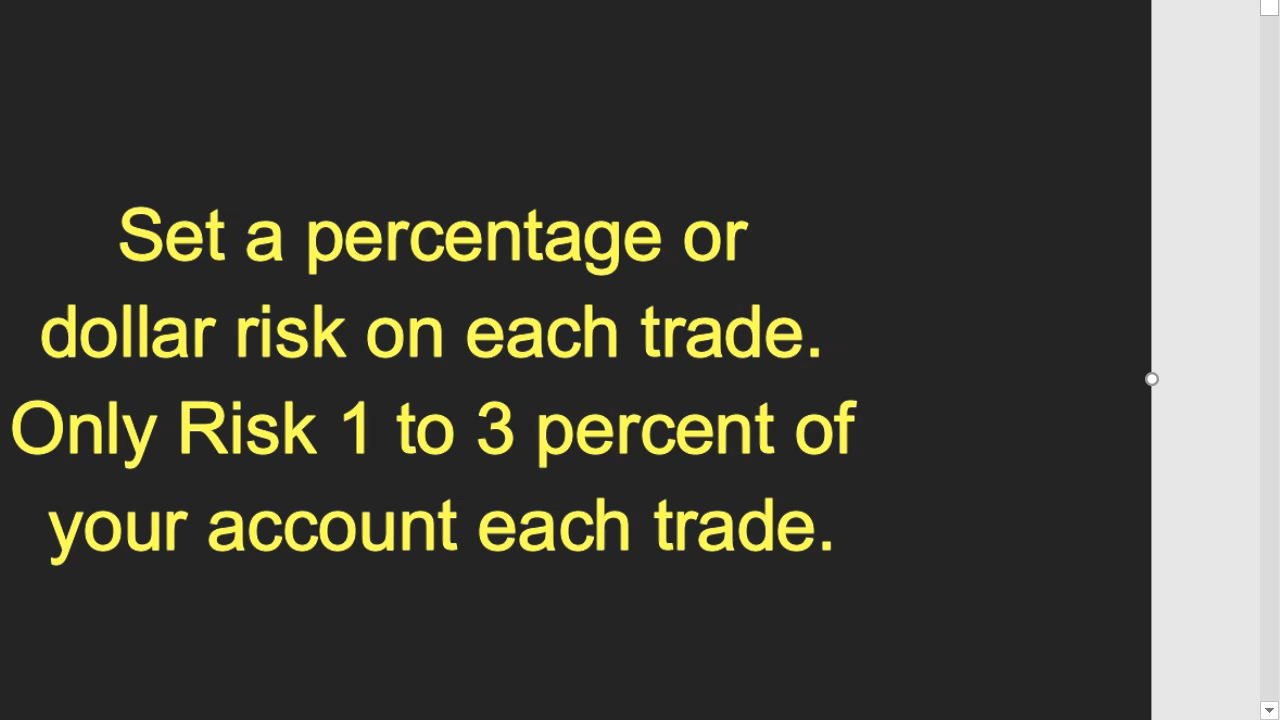 Set a percentage or
dollar risk on each trade.
Only Risk 1 to 3 percent of
your account each trade.